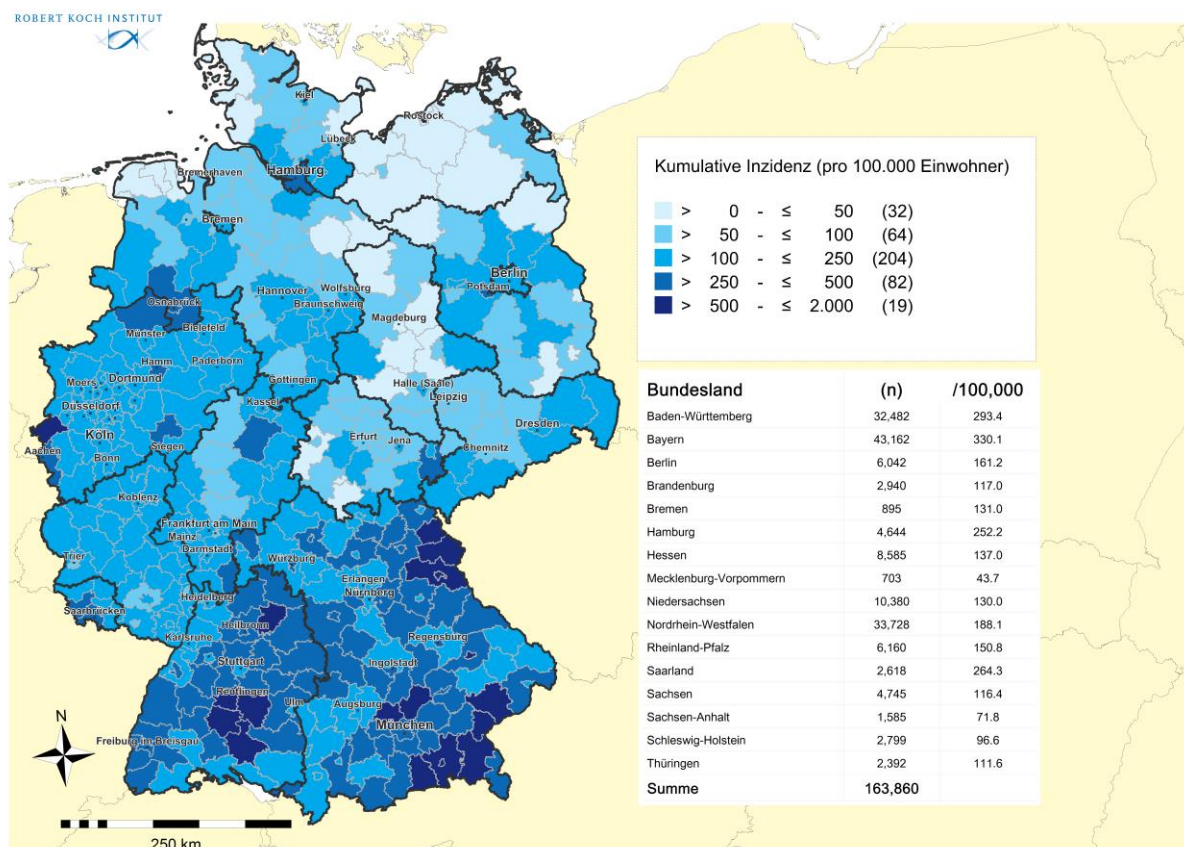 ROBERT KOCH INSTITUT
Kiel
Rostock
Lübeck
Hamburg
Bremerhaven
Bremen
Berlin
Potsdam
Wolfsburg
Hannover
Braunschweig
Osnabrück
Magdeburg
Bielefeld
Münster
Hamm
Paderborn
Moers
Dortmund
Göttingen
Halle (Saale)
Leipzig
Kassel
Düsseldorf
Dresden
Köln
Erfurt
Jena
Aachen
Siegen
Chemnitz
Bonn
Koblenz
Frankfurt am Main
Mainz
Darmstadt
Würzburg
Trier
Erlangen
Nürnberg
Heidelberg
Saarbrücken
Heilbronn
Karlsruhe
Regensburg
Stuttgart
Ingolstadt
Reutlingen
Ulm
Augsburg
München
Freiburg im Breisgau
N
250 km
Kumulative Inzidenz (pro 100.000 Einwohner)
> 0 - ≤ 50 (32)
> 50 - ≤ 100 (64)
> 100 - ≤ 250 (204)
> 250 - ≤ 500 (82)
> 500 - ≤ 2.000 (19)
Bundesland (n) /100,000
Baden-Württemberg 32,482 293.4
Bayern 43,162 330.1
Berlin 6,042 161.2
Brandenburg 2,940 117.0
Bremen 895 131.0
Hamburg 4,644 252.2
Hessen 8,585 137.0
Mecklenburg-Vorpommern 703 43.7
Niedersachsen 10,380 130.0
Nordrhein-Westfalen 33,728 188.1
Rheinland-Pfalz 6,160 150.8
Saarland 2,618 264.3
Sachsen 4,745 116.4
Sachsen-Anhalt 1,585 71.8
Schleswig-Holstein 2,799 96.6
Thüringen 2,392 111.6
Summe 163,860